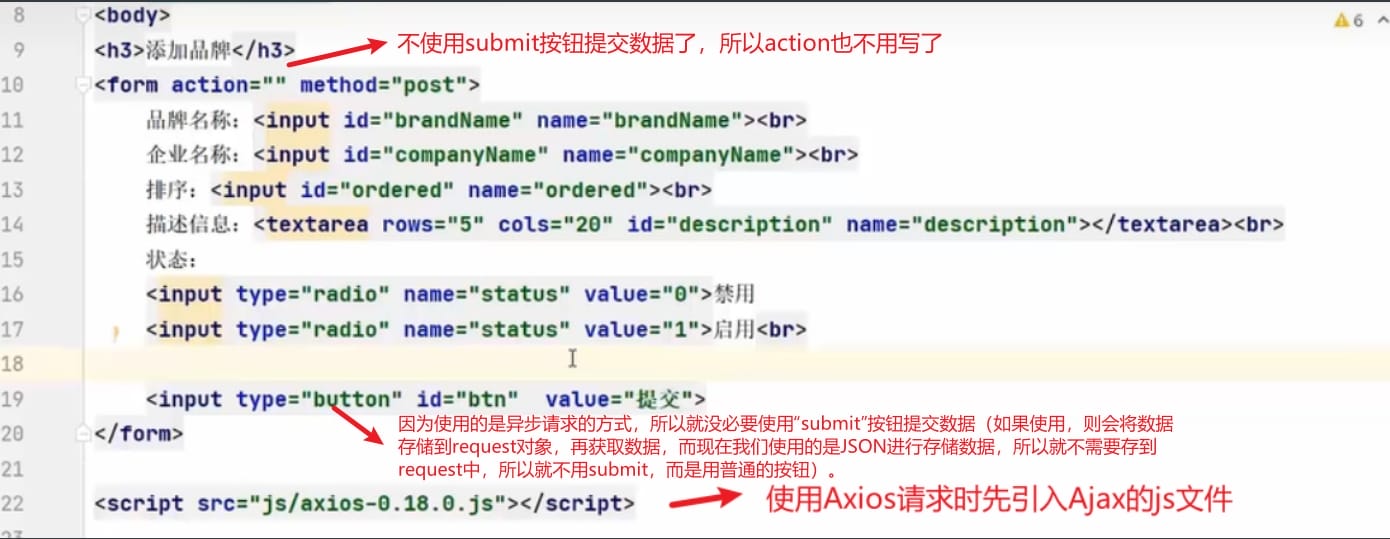 8 <body>
6
9 <h3>添加品牌</h3>
不使用submit按钮提交数据了，所以action也不用写了
10 <form action="" method="post">
11 品牌名称：<input id="brandName" name="brandName"><br>
12 企业名称：<input id="companyName" name="companyName"><br>
13 排序：<input id="ordered" name="ordered"><br>
14 描述信息：<textarea rows="5" cols="20" id="description" name="description"></textarea><br>
15 状态：
16 <input type="radio" name="status" value="0">禁用
17 <input type="radio" name="status" value="1">启用<br>
18
19 <input type="button" id="btn" value="提交">
因为使用的是异步请求的方式，所以就没必要使用“submit”按钮提交数据（如果使用，则会将数据
存储到request对象，再获取数据，而现在我们使用的是JSON进行存储数据，所以就不需要存到
request中，所以就不用submit，而是用普通的按钮）。
20 </form>
21
22 <script src="js/axios-0.18.0.js"></script>
使用Axios请求时先引入Ajax的js文件